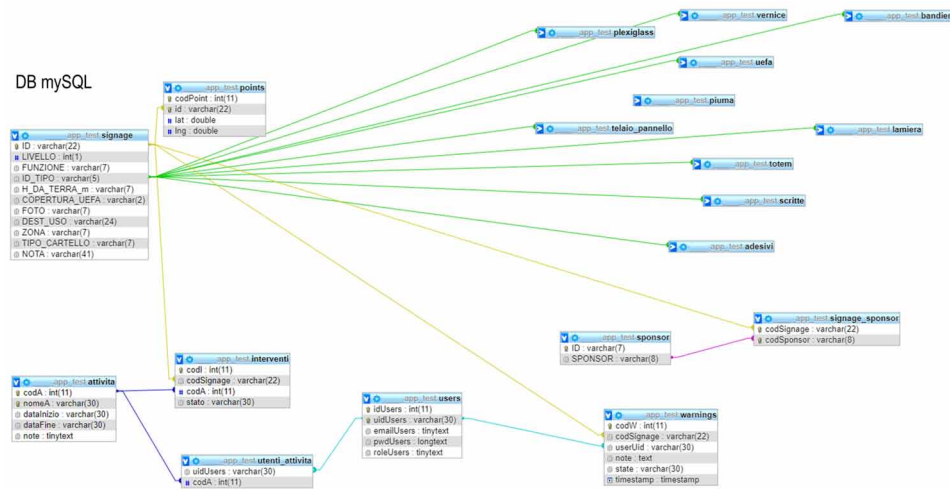 DB mySQL
app_test plexiglass
app_test vernice
app_test bandier
app_test uefa
app_test piuma
app_test telaio_pannello
app_test lamiera
app_test totem
app_test scritte
app_test adesivi
app_test points
codPoint : int(11)
id : varchar(22)
lat : double
lng : double
app_test signage
ID : varchar(22)
LIVELLO : int(1)
FUNZIONE : varchar(7)
ID_TIPO : varchar(5)
H_DA_TERRA_m : varchar(7)
COPERTURA_UEFA : varchar(2)
FOTO : varchar(7)
DEST_USO : varchar(24)
ZONA : varchar(7)
TIPO_CARTELLO : varchar(7)
NOTA : varchar(41)
app_test signage_sponsor
codSignage : varchar(22)
codSponsor : varchar(8)
app_test sponsor
ID : varchar(7)
SPONSOR : varchar(8)
app_test interventi
codI : int(11)
codSignage : varchar(22)
codA : int(11)
stato : varchar(30)
app_test attivita
codA : int(11)
nomeA : varchar(30)
dataInizio : varchar(30)
dataFine : varchar(30)
note : tinytext
app_test users
idUsers : int(11)
uidUsers : varchar(30)
emailUsers : tinytext
pwdUsers : longtext
roleUsers : tinytext
app_test warnings
codW : int(11)
codSignage : varchar(22)
userUid : varchar(30)
note : text
state : varchar(30)
timestamp : timestamp
app_test utenti_attivita
uidUsers : varchar(30)
codA : int(11)